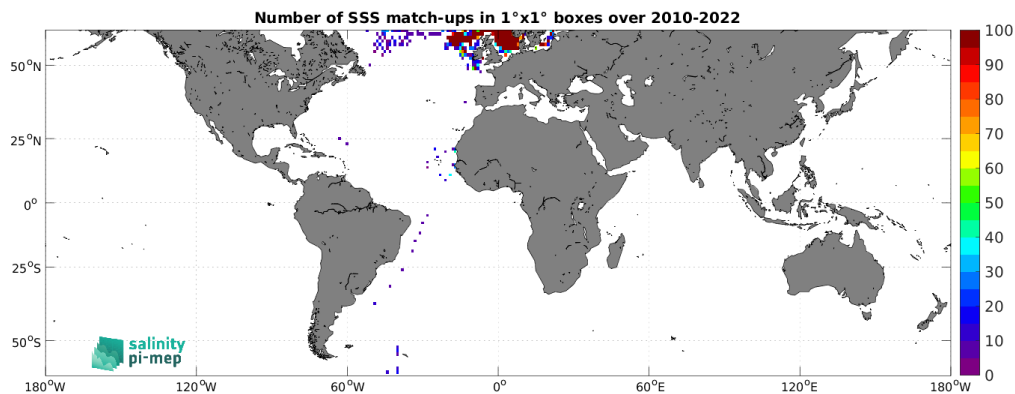 Number of SSS match-ups in 1°x1° boxes over 2010-2022
100
90
80
70
60
50
40
30
20
10
0
50°N
25°N
0°
25°S
50°S
salinity
pi-mep
180°W 120°W 60°W 0° 60°E 120°E 180°W